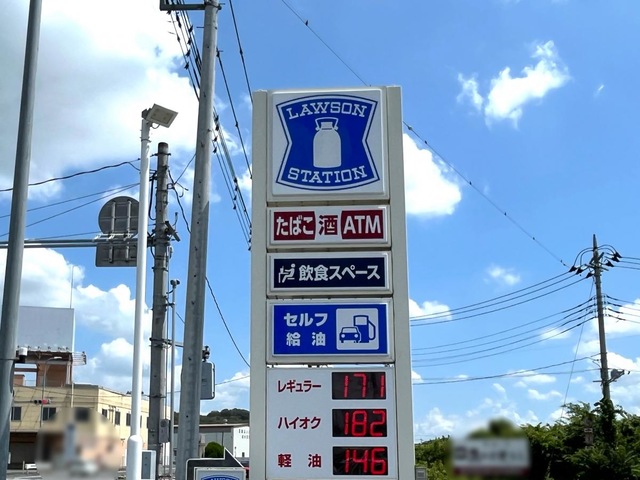 LAWSON
STATION
たばこ 酒 ATM
飲食スペース
セルフ
給油
レギュラー 171
ハイオク 182
軽油 146